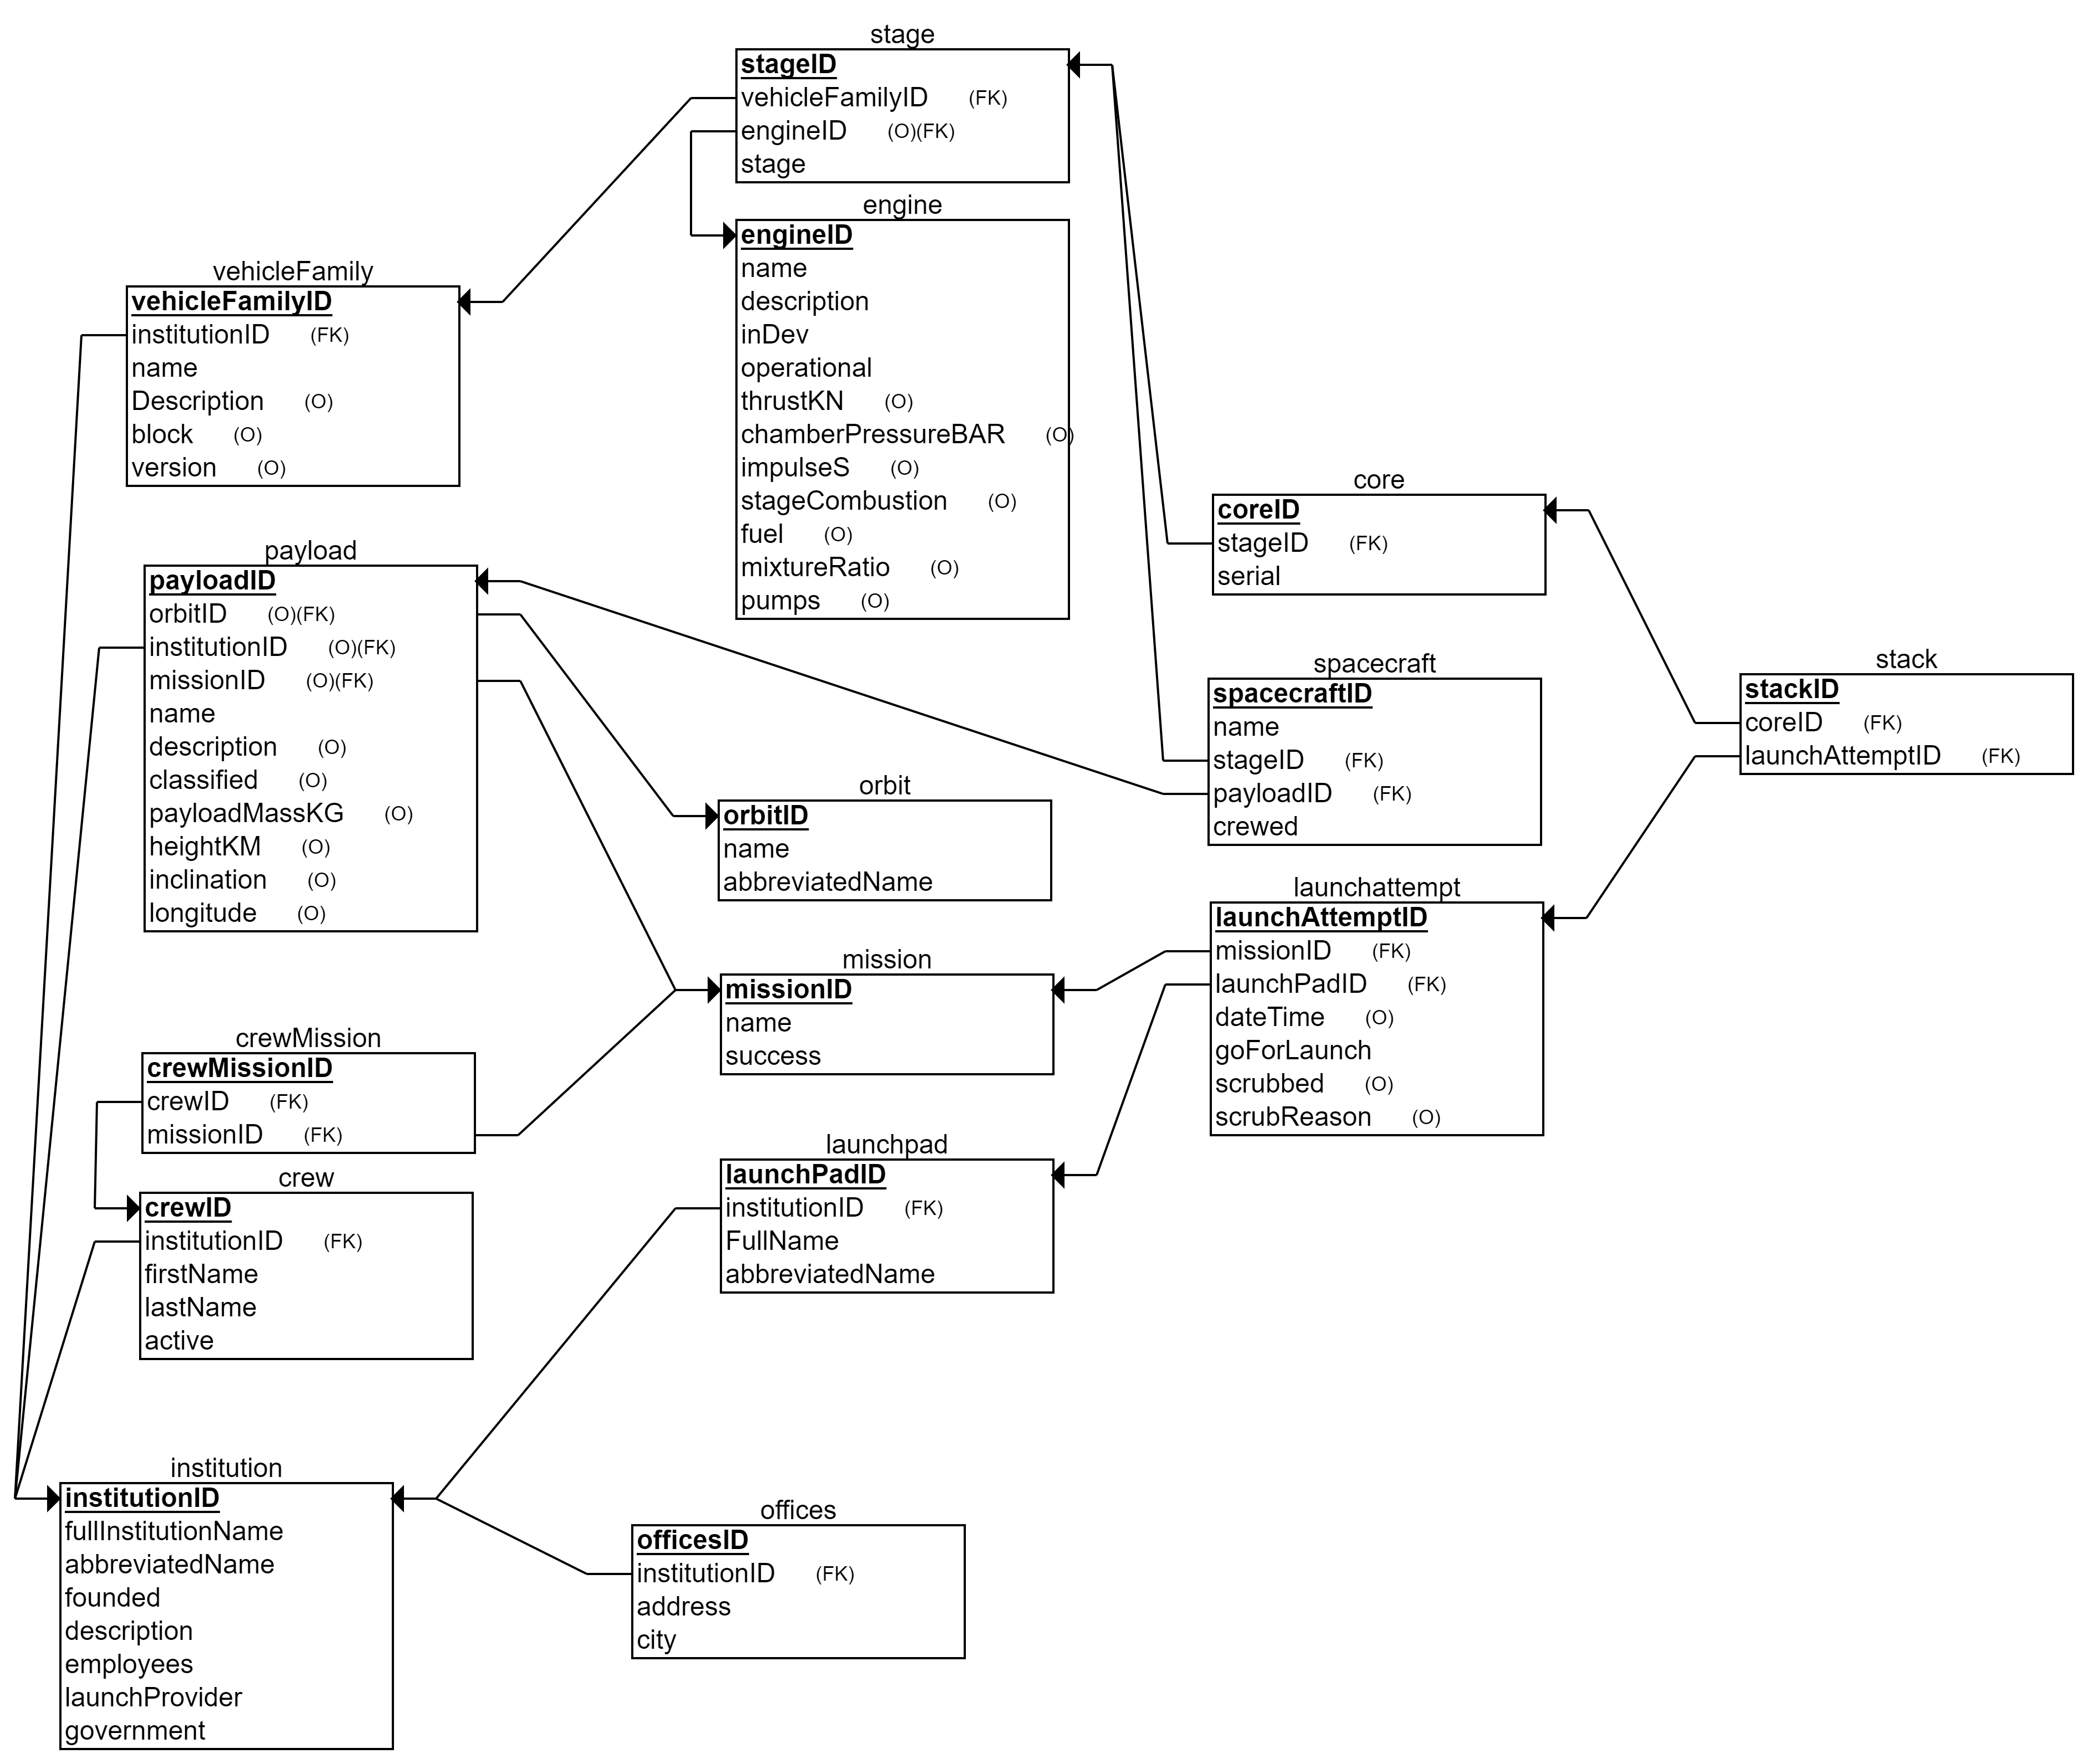 stage
stageID
vehicleFamilyID (FK)
engineID (O)(FK)
stage
engine
engineID
name
description
inDev
operational
thrustKN (O)
chamberPressureBAR (O)
impulseS (O)
stageCombustion (O)
fuel (O)
mixtureRatio (O)
pumps (O)
vehicleFamily
vehicleFamilyID
institutionID (FK)
name
Description (O)
block (O)
version (O)
payload
payloadID
orbitID (O)(FK)
institutionID (O)(FK)
missionID (O)(FK)
name
description (O)
classified (O)
payloadMassKG (O)
heightKM (O)
inclination (O)
longitude (O)
core
coreID
stageID (FK)
serial
spacecraft
spacecraftID
name
stageID (FK)
payloadID (FK)
crewed
stack
stackID
coreID (FK)
launchAttemptID (FK)
orbit
orbitID
name
abbreviatedName
launchattempt
launchAttemptID
missionID (FK)
launchPadID (FK)
dateTime (O)
goForLaunch
scrubbed (O)
scrubReason (O)
mission
missionID
name
success
crewMission
crewMissionID
crewID (FK)
missionID (FK)
launchpad
launchPadID
institutionID (FK)
FullName
abbreviatedName
crew
crewID
institutionID (FK)
firstName
lastName
active
institution
institutionID
fullInstitutionName
abbreviatedName
founded
description
employees
launchProvider
government
offices
officesID
institutionID (FK)
address
city